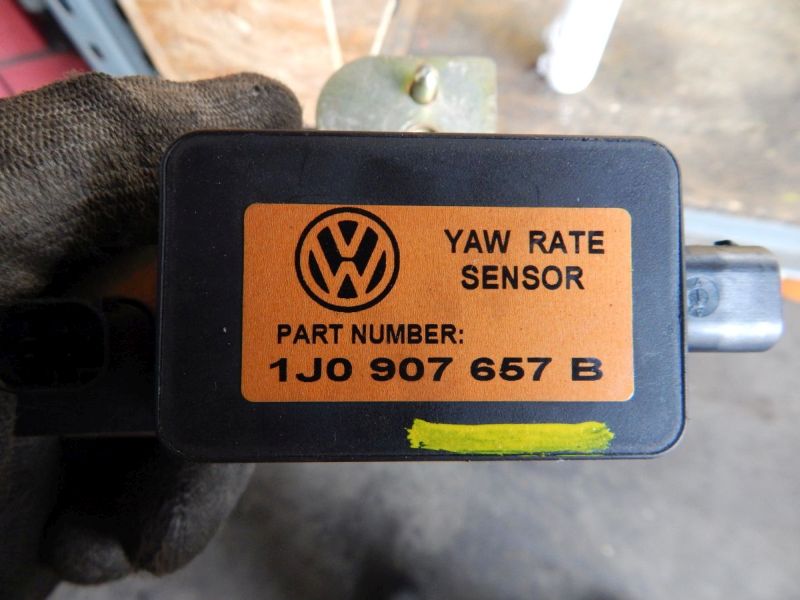 YAW RATE
SENSOR
PART NUMBER:
1J0 907 657 B